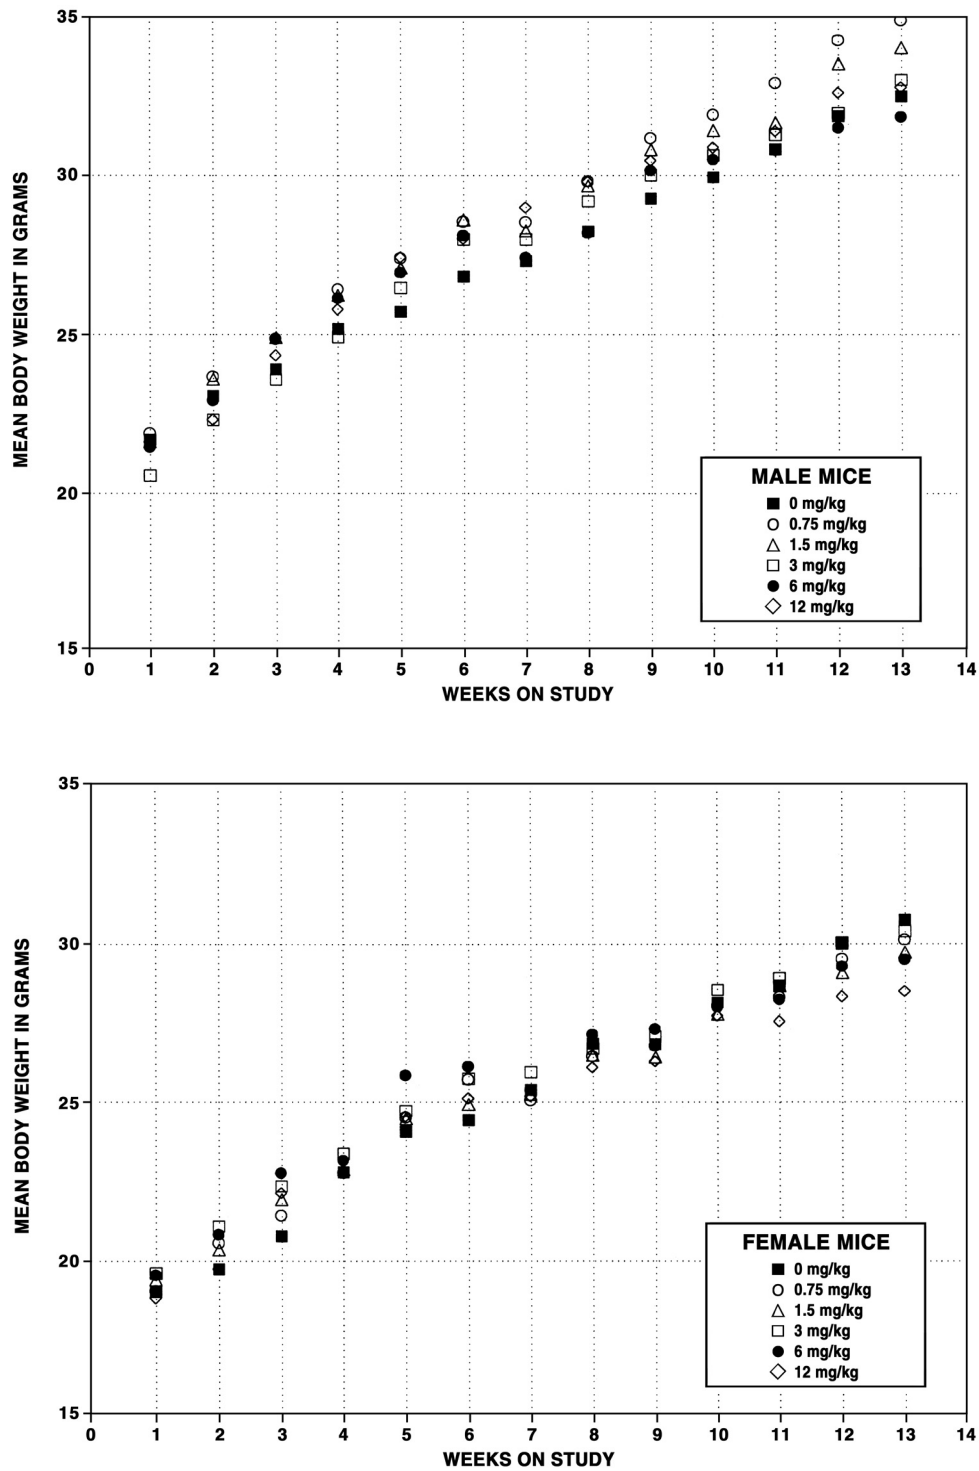 35
30
25
20
15
MEAN BODY WEIGHT IN GRAMS
MALE MICE
0 mg/kg
0.75 mg/kg
1.5 mg/kg
3 mg/kg
6 mg/kg
12 mg/kg
0 1 2 3 4 5 6 7 8 9 10 11 12 13 14
WEEKS ON STUDY
35
30
25
20
15
MEAN BODY WEIGHT IN GRAMS
FEMALE MICE
0 mg/kg
0.75 mg/kg
1.5 mg/kg
3 mg/kg
6 mg/kg
12 mg/kg
0 1 2 3 4 5 6 7 8 9 10 11 12 13 14
WEEKS ON STUDY